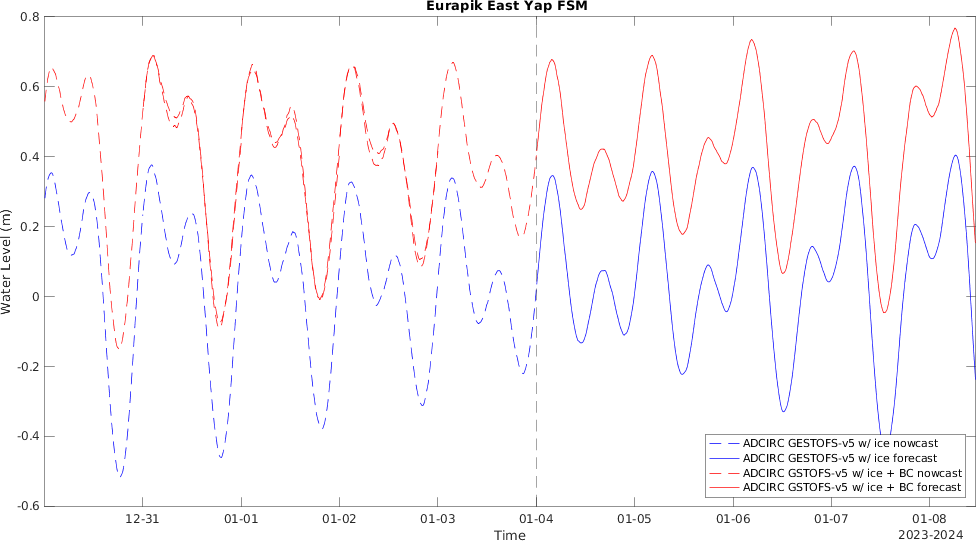 Eurapik East Yap FSM
0.8
0.6
0.4
0.2
0
-0.2
-0.4
-0.6
Water Level (m)
ADCIRC GESTOFS-v5 w/ ice nowcast
ADCIRC GESTOFS-v5 w/ ice forecast
ADCIRC GSTOFS-v5 w/ ice + BC nowcast
ADCIRC GSTOFS-v5 w/ ice + BC forecast
12-31 01-01 01-02 01-03 01-04 01-05 01-06 01-07 01-08
Time
2023-2024